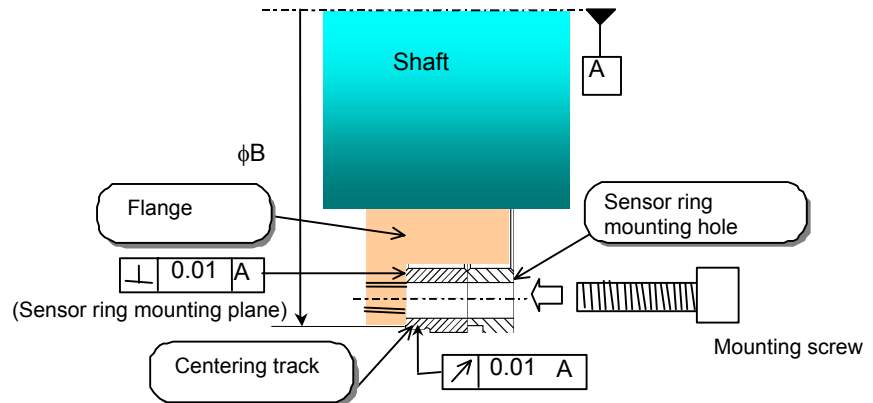 Shaft
A
ϕB
Flange
Sensor ring
mounting hole
⊥ 0.01 A
(Sensor ring mounting plane)
Centering track
↗ 0.01 A
Mounting screw